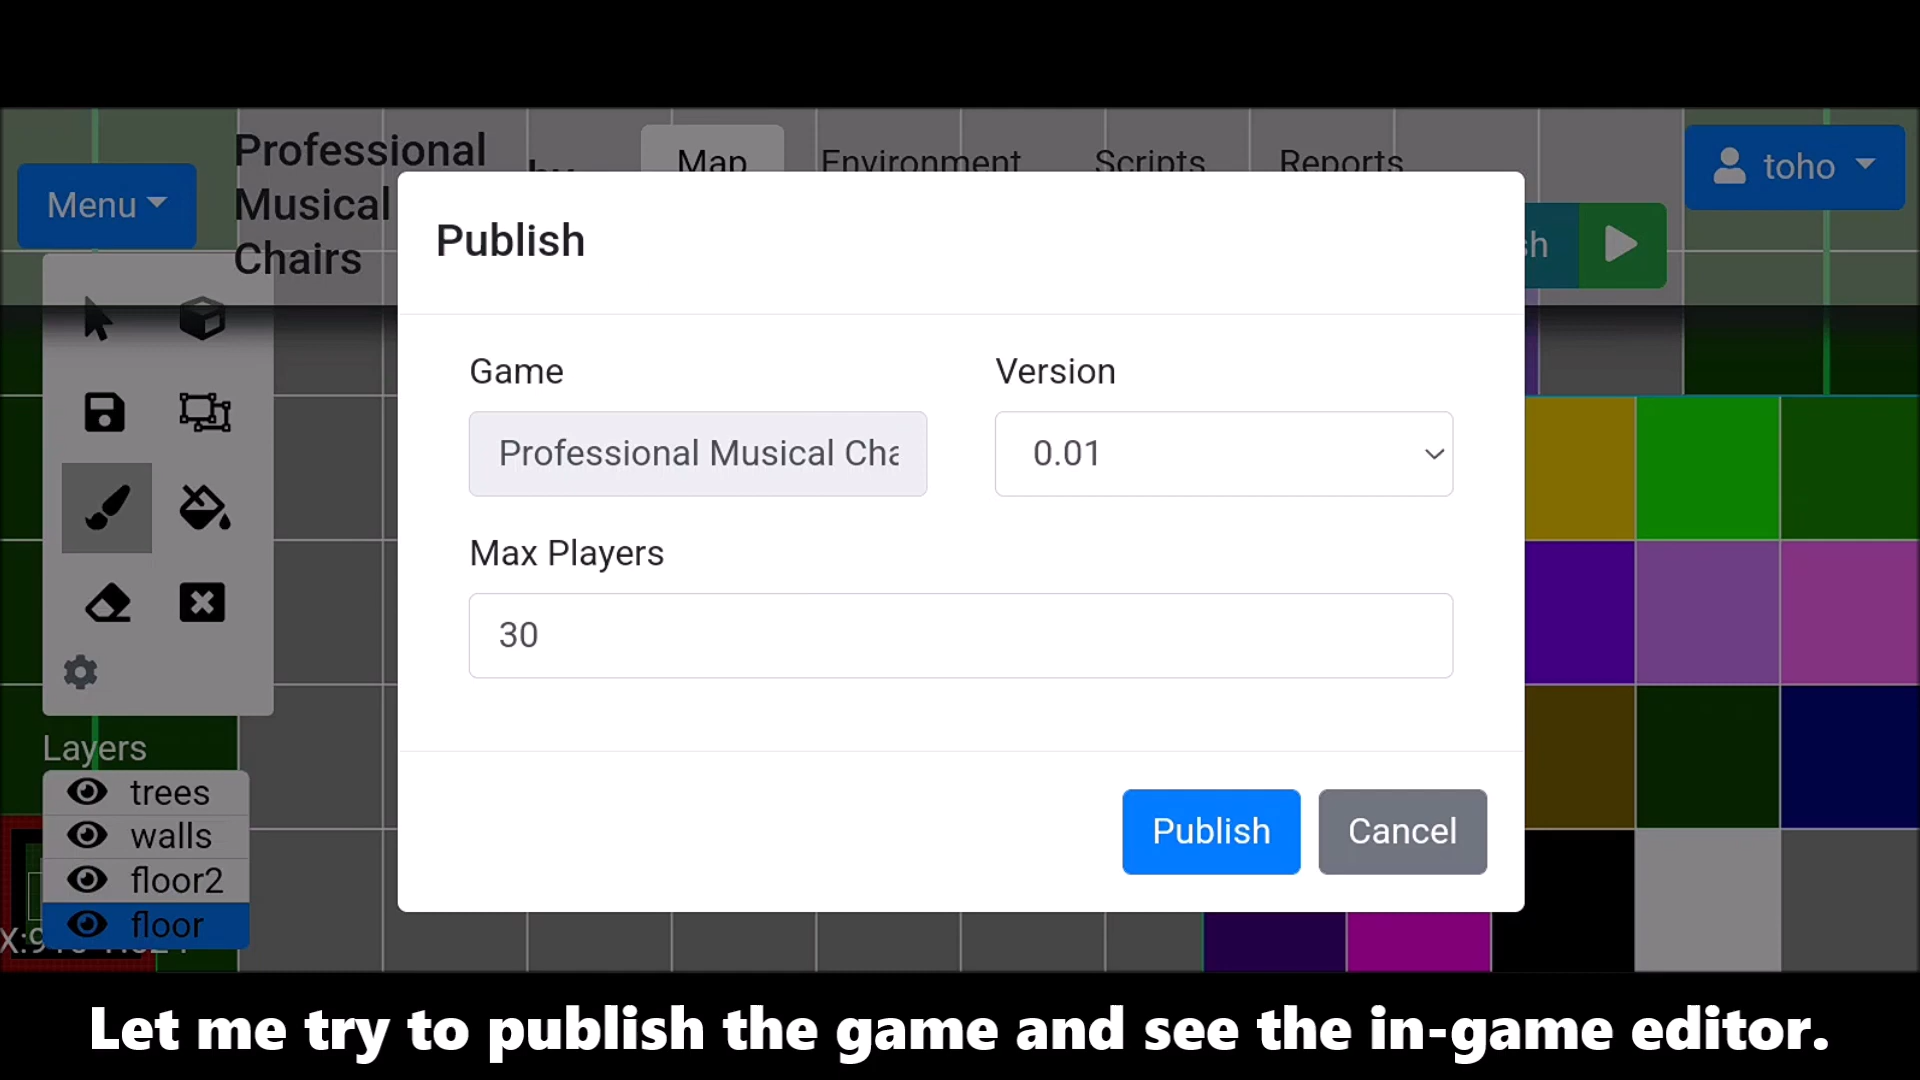 Professional
Musical
Chairs
Menu
Map
Environment
Scripts
Reports
toho
Publish
Game
Version
Professional Musical Cha
0.01
Max Players
30
Publish
Cancel
Layers
trees
walls
floor2
floor
Let me try to publish the game and see the in-game editor.